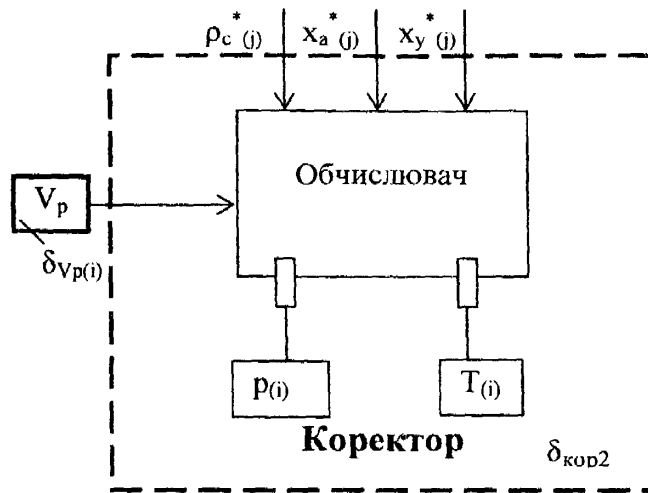 ρc*(j) xa*(j) xy*(j)
Обчислювач
Vp
δVp(i)
p(i) T(i)
Коректор
δкор2